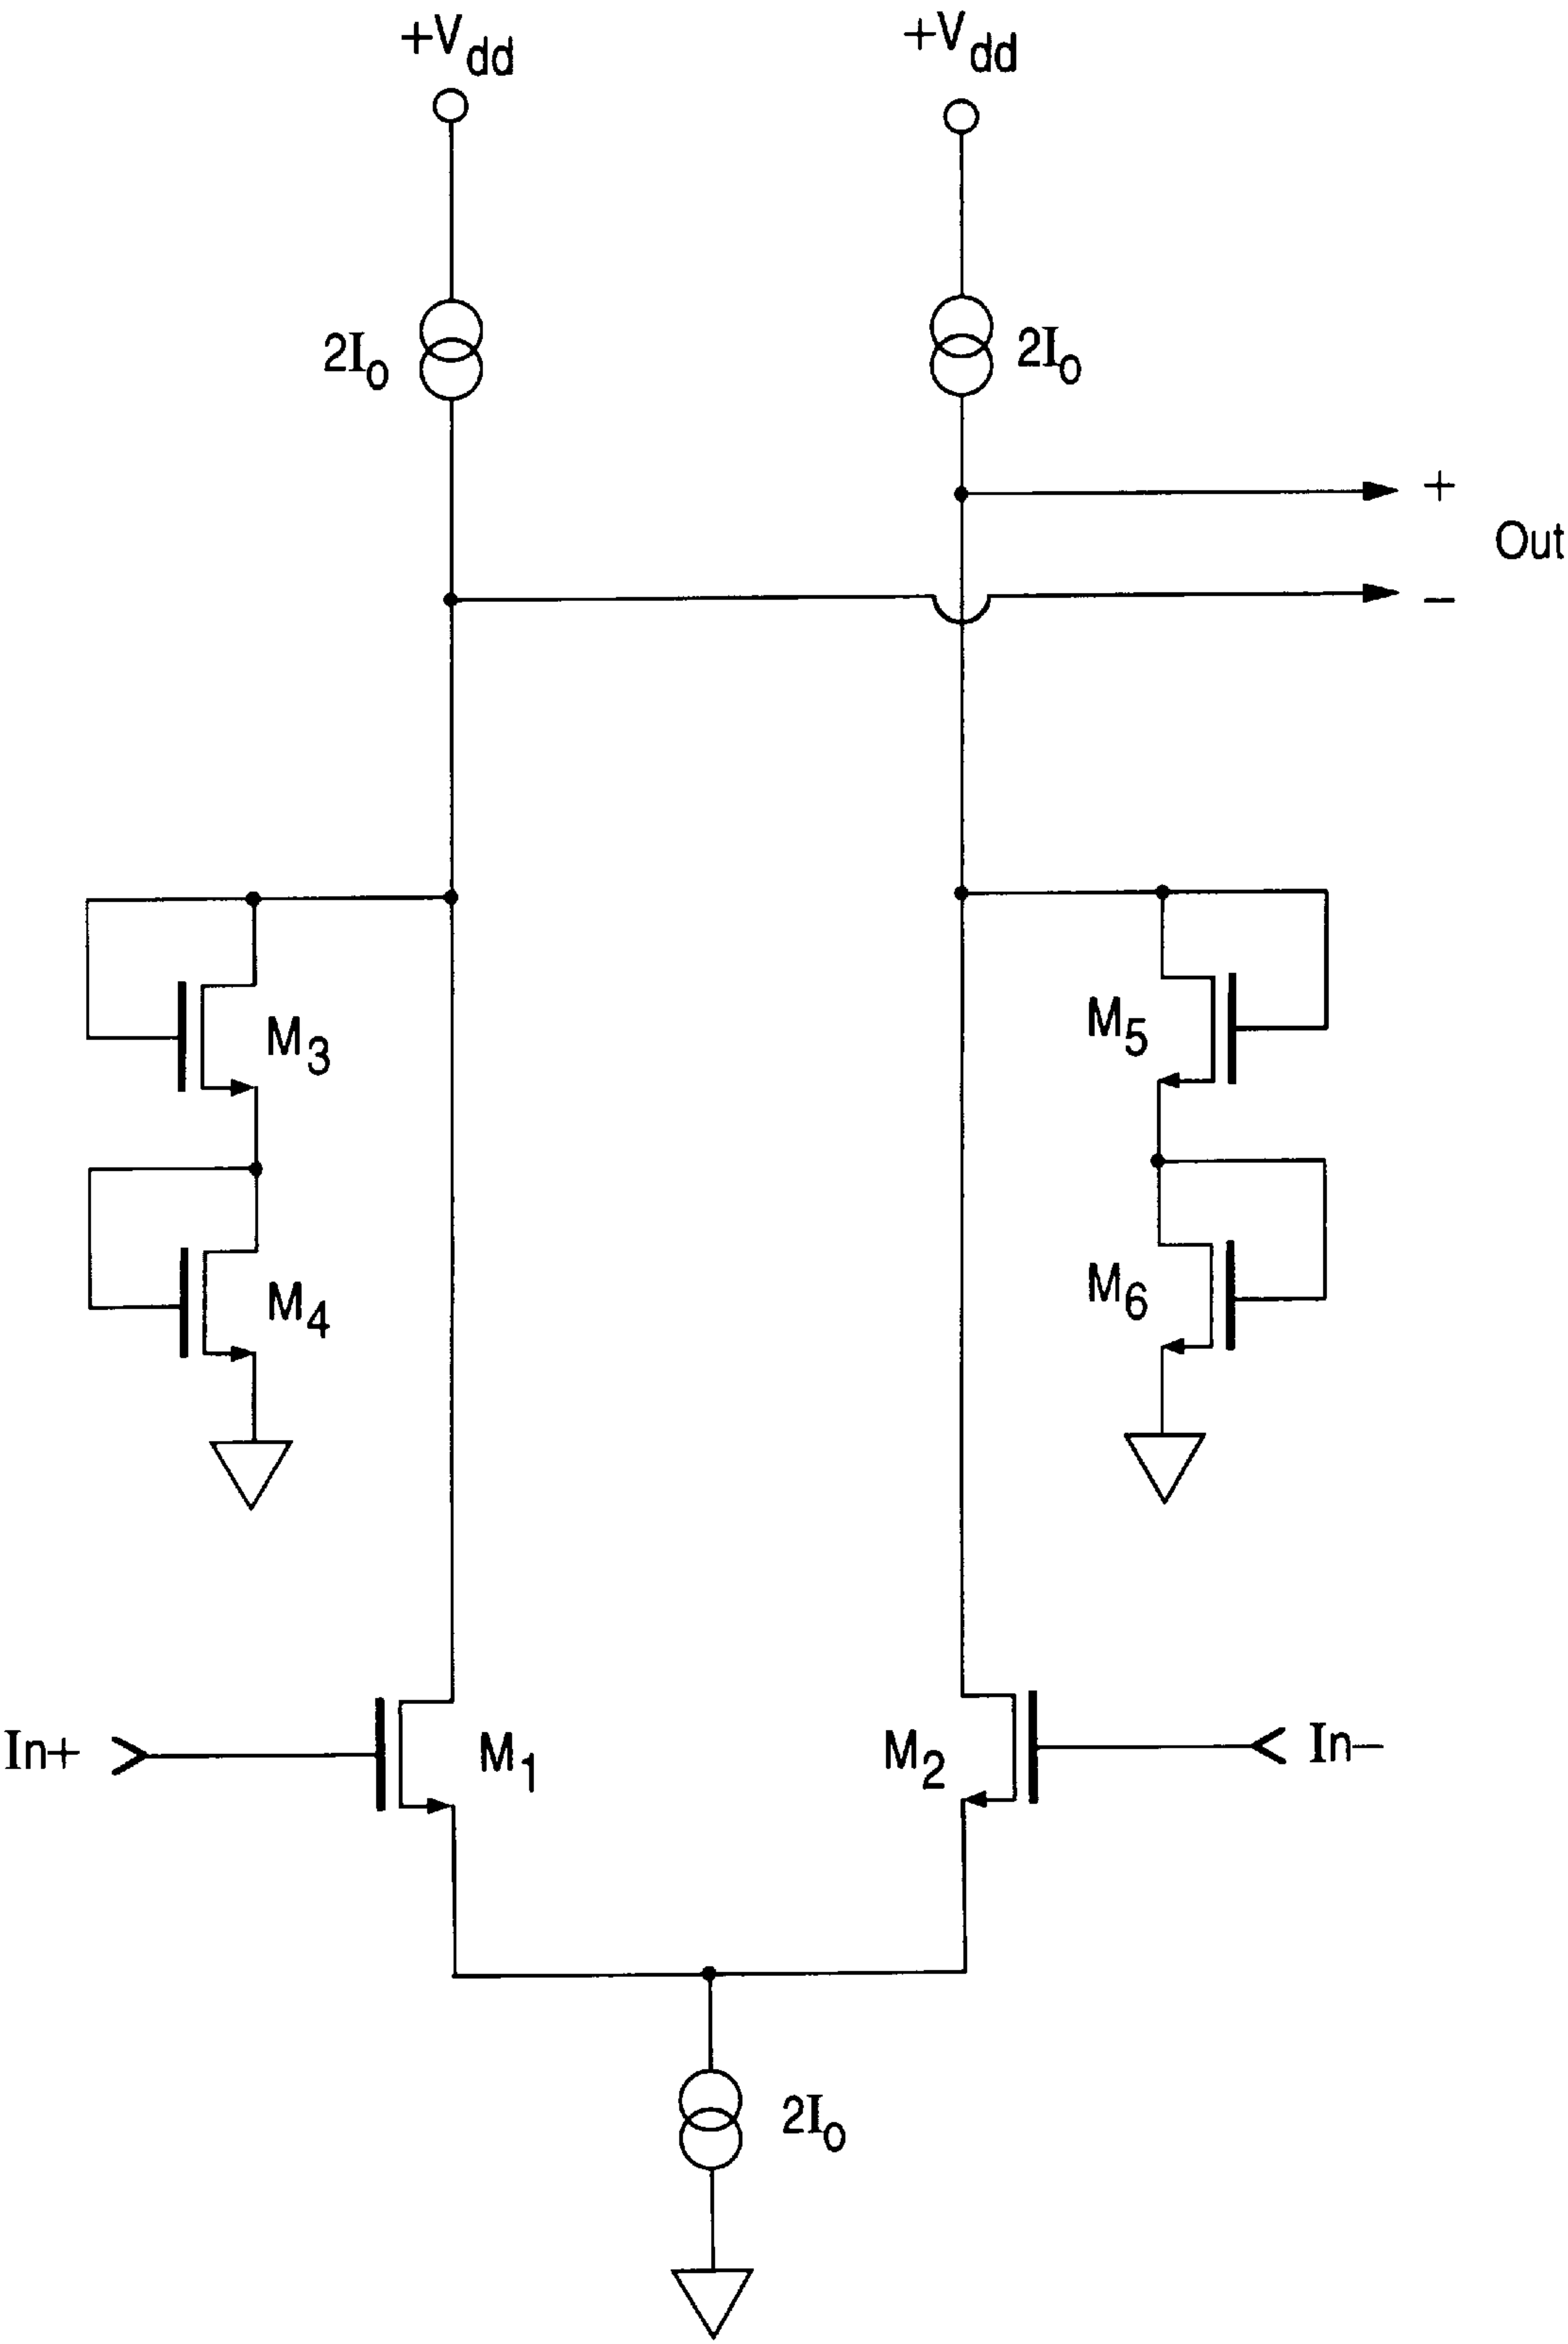 +Vdd +Vdd
2Io 2Io
+
Out
−
M3 M5
M4 M6
In+ M1 M2 In−
2Io